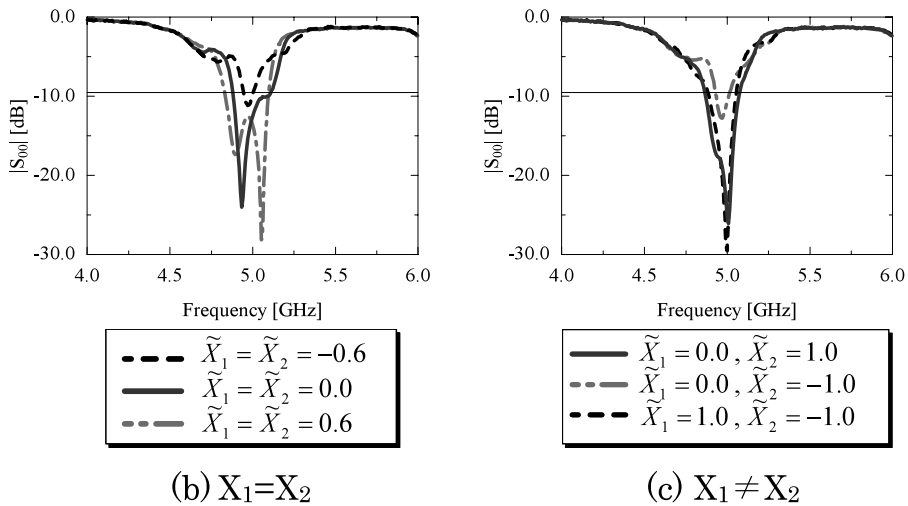 |S₀₀| [dB]
0.0
-10.0
-20.0
-30.0
4.0 4.5 5.0 5.5 6.0
Frequency [GHz]
X̃₁ = X̃₂ = −0.6
X̃₁ = X̃₂ = 0.0
X̃₁ = X̃₂ = 0.6
(b) X₁=X₂
|S₀₀| [dB]
0.0
-10.0
-20.0
-30.0
4.0 4.5 5.0 5.5 6.0
Frequency [GHz]
X̃₁ = 0.0 , X̃₂ = 1.0
X̃₁ = 0.0 , X̃₂ = −1.0
X̃₁ = 1.0 , X̃₂ = −1.0
(c) X₁≠X₂